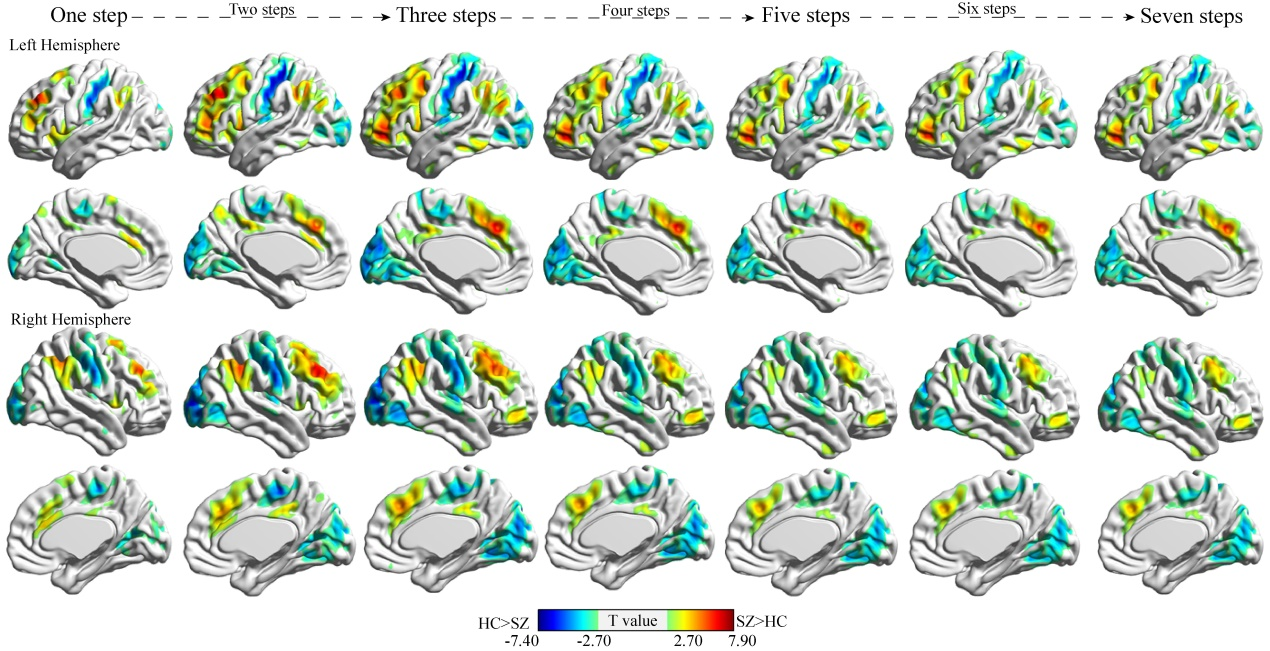 One step Two steps Three steps Four steps Five steps Six steps Seven steps
Left Hemisphere
Right Hemisphere
HC>SZ T value SZ>HC
-7.40 -2.70 2.70 7.90